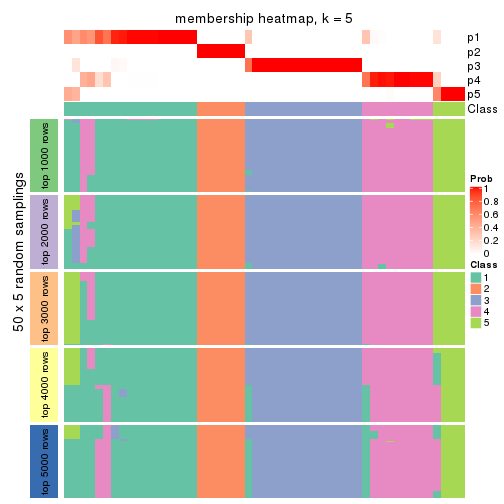 membership heatmap, k = 5
p1
p2
p3
p4
p5
Class
50 x 5 random samplings
top 1000 rows
top 2000 rows
top 3000 rows
top 4000 rows
top 5000 rows
Prob
1
0.8
0.6
0.4
0.2
0
Class
1
2
3
4
5